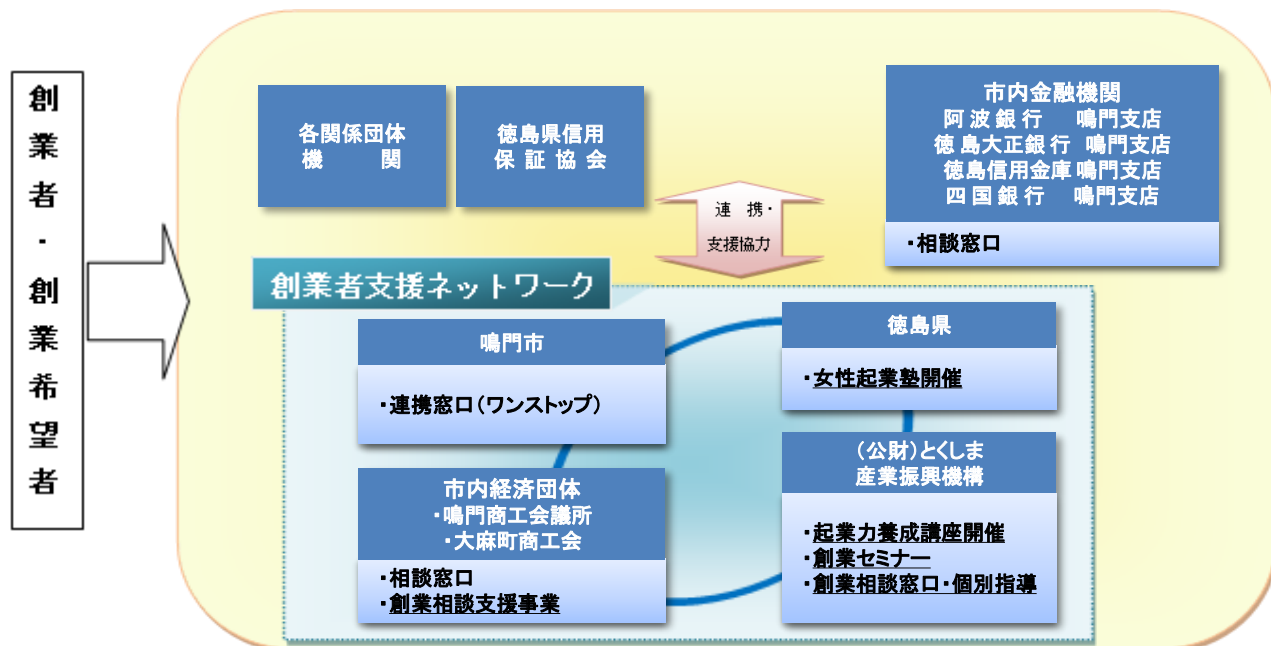 創業者・創業希望者
各関係団体
機　　関
徳島県信用
保証協会
市内金融機関
阿波銀行　鳴門支店
徳島大正銀行　鳴門支店
徳島信用金庫 鳴門支店
四国銀行　鳴門支店
・相談窓口
連　携・
支援協力
創業者支援ネットワーク
鳴門市
・連携窓口(ワンストップ)
徳島県
・女性起業塾開催
市内経済団体
・鳴門商工会議所
・大麻町商工会
・相談窓口
・創業相談支援事業
(公財)とくしま
産業振興機構
・起業力養成講座開催
・創業セミナー
・創業相談窓口・個別指導